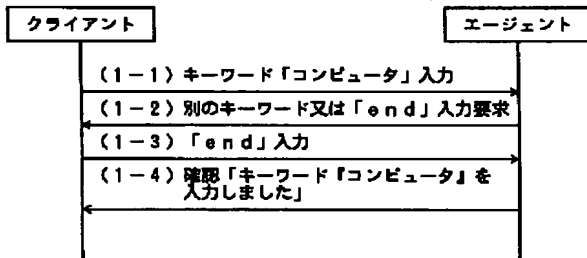 クライアント
エージェント
(1-1)キーワード「コンピュータ」入力
(1-2)別のキーワード又は「end」入力要求
(1-3)「end」入力
(1-4)確認「キーワード『コンピュータ』を
入力しました」